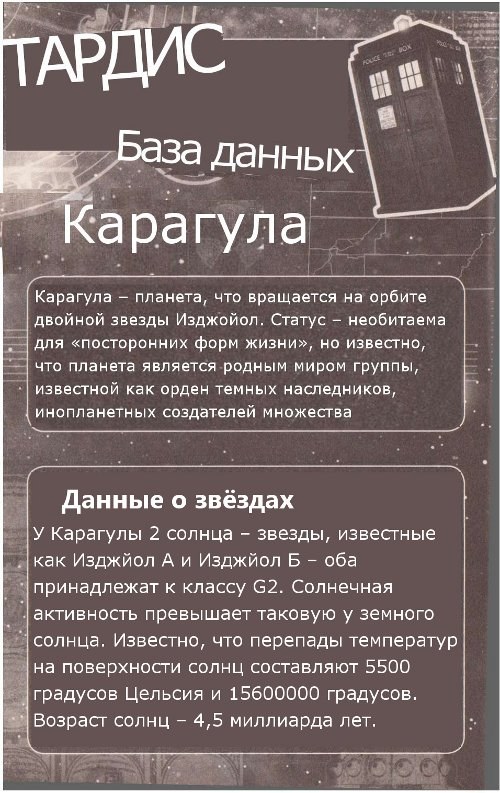 ТАРДИС
POLICE BOX
База данных
Карагула
Карагула – планета, что вращается на орбите
двойной звезды Изджойол. Статус – необитаема
для «посторонних форм жизни», но известно,
что планета является родным миром группы,
известной как орден темных наследников,
инопланетных создателей множества
Данные о звёздах
У Карагулы 2 солнца – звезды, известные
как Изджйол А и Изджйол Б – оба
принадлежат к классу G2. Солнечная
активность превышает таковую у земного
солнца. Известно, что перепады температур
на поверхности солнц составляют 5500
градусов Цельсия и 15600000 градусов.
Возраст солнц – 4,5 миллиарда лет.